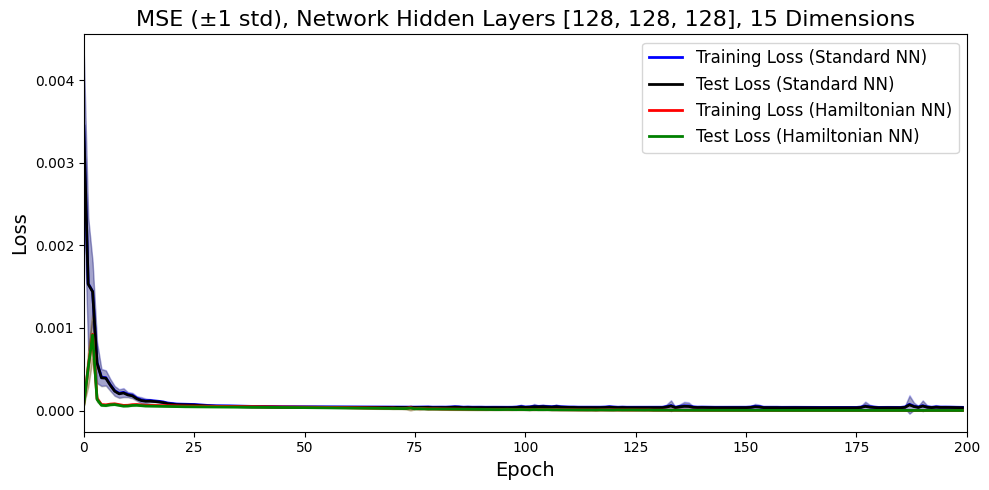 MSE (±1 std), Network Hidden Layers [128, 128, 128], 15 Dimensions
Training Loss (Standard NN)
Test Loss (Standard NN)
Training Loss (Hamiltonian NN)
Test Loss (Hamiltonian NN)
Loss
0.004
0.003
0.002
0.001
0.000
0 25 50 75 100 125 150 175 200
Epoch